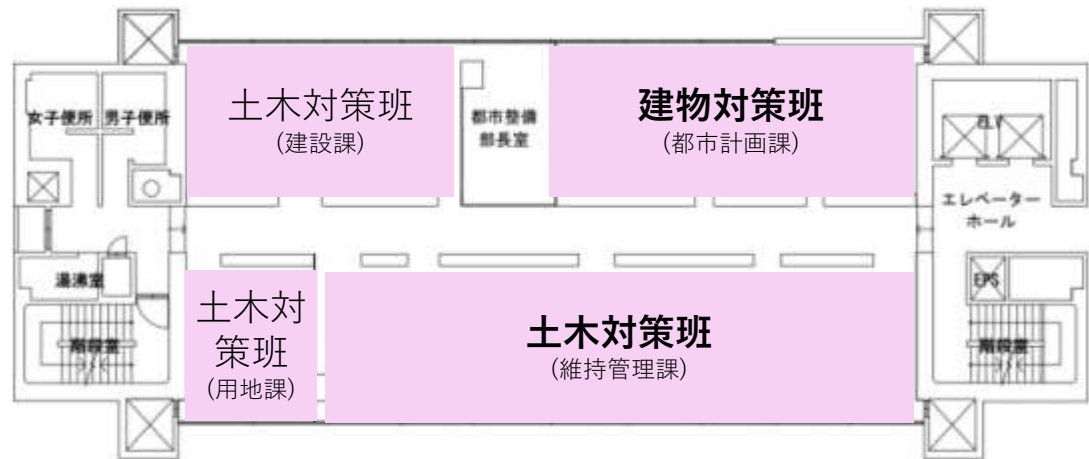 女子便所 男子便所
土木対策班
(建設課)
都市整備
部長室
建物対策班
(都市計画課)
ELV
エレベーター
ホール
湯沸室
階段室
土木対
策班
(用地課)
土木対策班
(維持管理課)
EPS
階段室